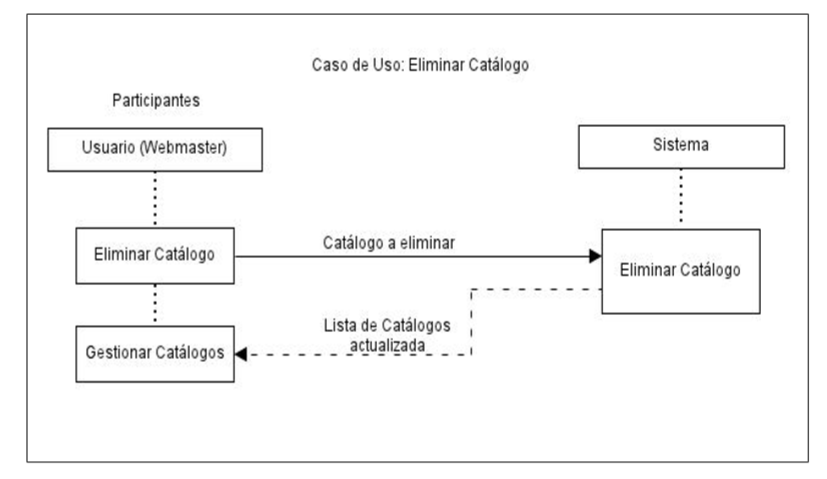 Caso de Uso: Eliminar Catálogo
Participantes
Usuario (Webmaster)
Sistema
Eliminar Catálogo
Catálogo a eliminar
Eliminar Catálogo
Lista de Catálogos
actualizada
Gestionar Catálogos